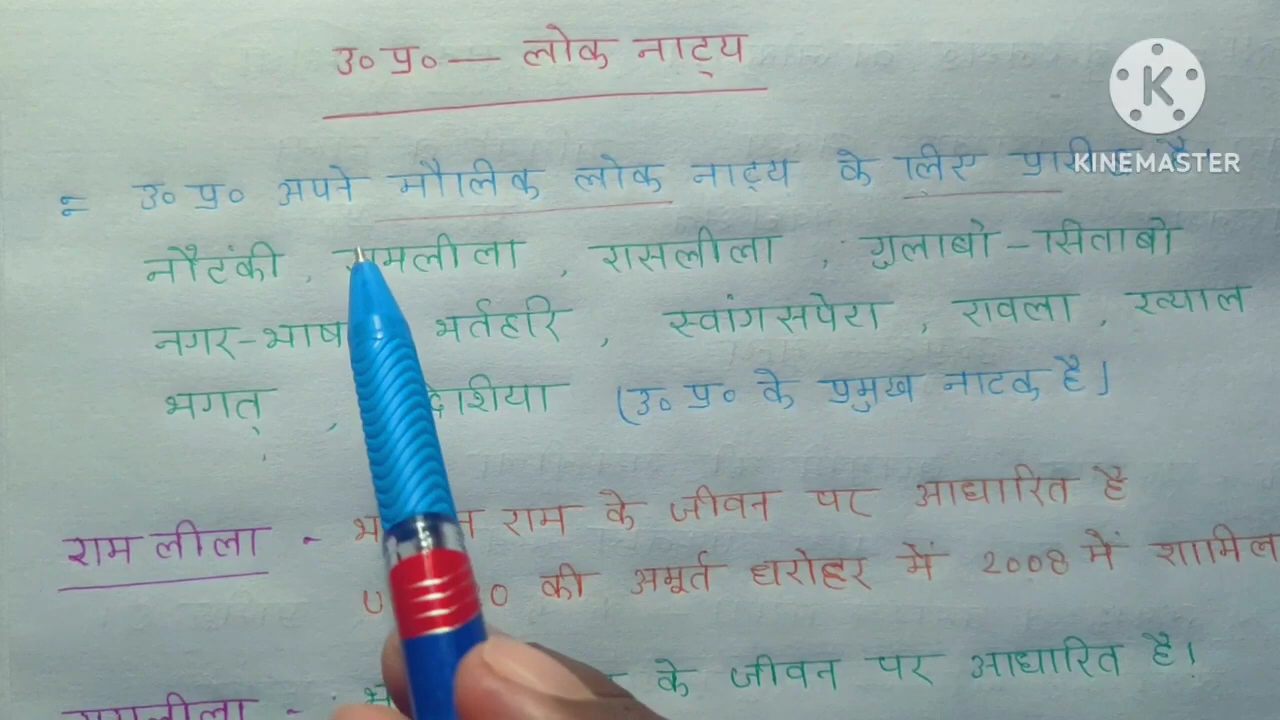 उ० प्र० — लोक नाट्य
= उ० प्र० अपने मौलिक लोक नाट्य के लिए
नौटंकी , रामलीला , रासलीला , गुलाबो - सिताबो
नगर - भाष भर्तहरि , स्वांगसपेरा , रावला , ख्याल
भगत् , देशिया (उ० प्र० के प्रमुख नाटक है।
राम लीला - राम के जीवन पर आधारित है
की अमूर्त धरोहर में 2008 में शामिल
के जीवन पर आधारित है।
K
KINEMASTER